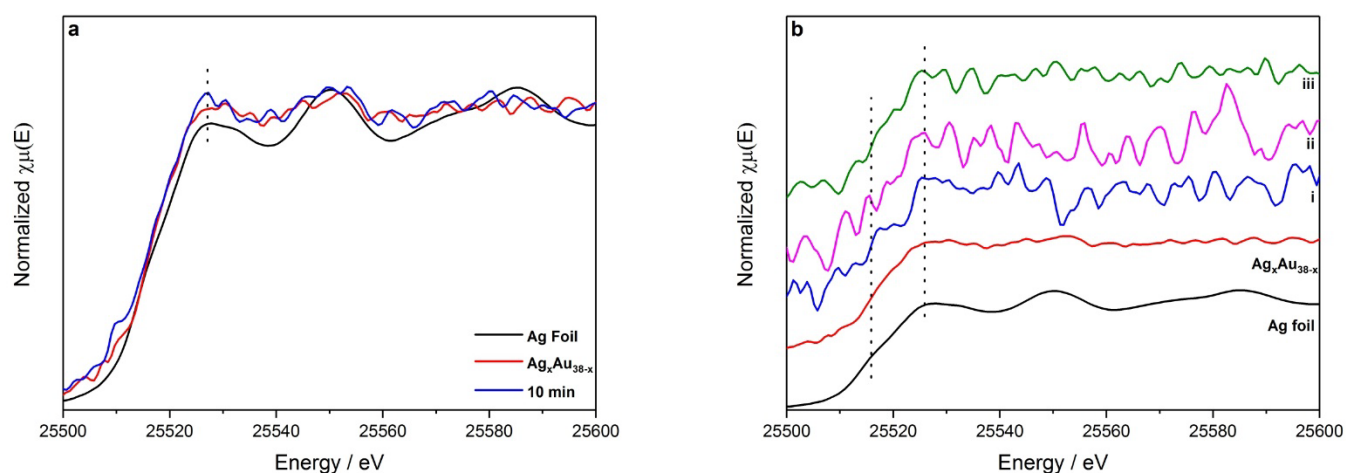 a
Normalized χμ(E)
Ag Foil
AgₓAu₃₈₋ₓ
10 min
25500 25520 25540 25560 25580 25600
Energy / eV
b
Normalized χμ(E)
iii
ii
i
AgₓAu₃₈₋ₓ
Ag foil
25500 25520 25540 25560 25580 25600
Energy / eV